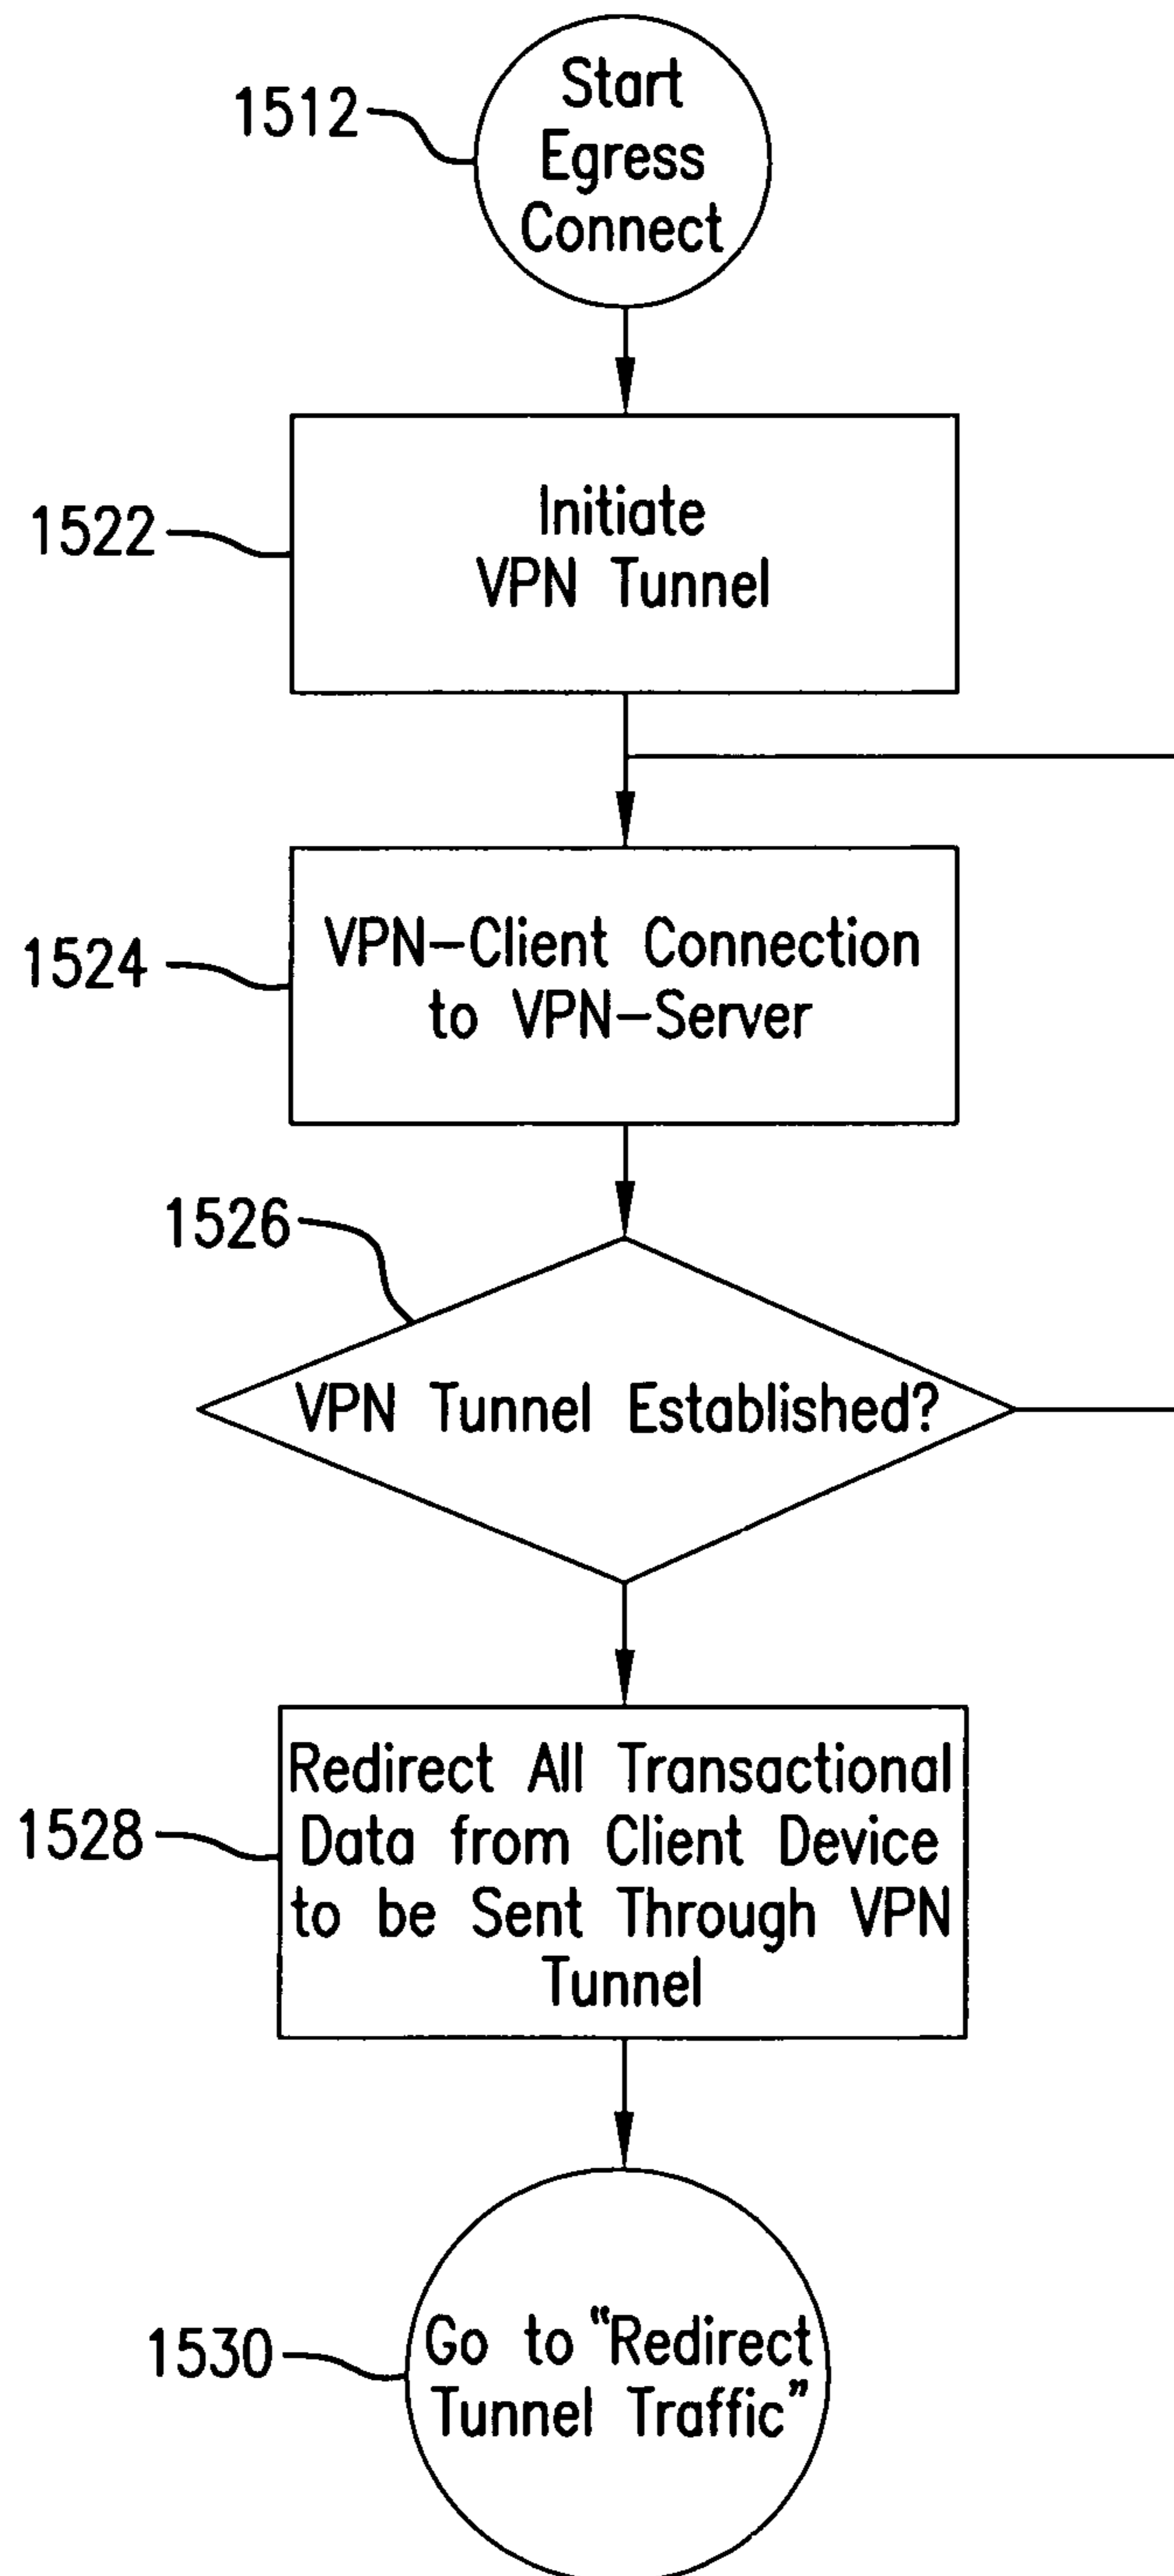 1512
Start
Egress
Connect
1522
Initiate
VPN Tunnel
1524
VPN-Client Connection
to VPN-Server
1526
VPN Tunnel Established?
1528
Redirect All Transactional
Data from Client Device
to be Sent Through VPN
Tunnel
1530
Go to “Redirect
Tunnel Traffic”